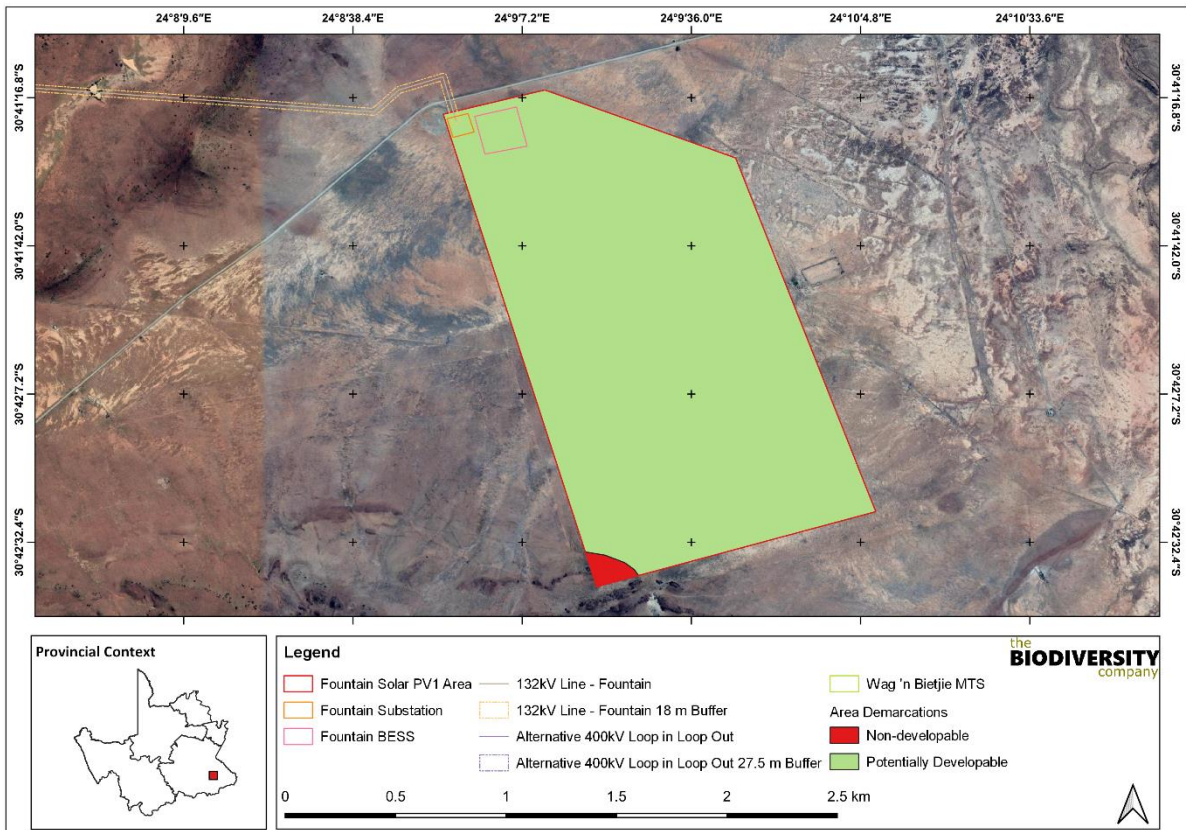 24°8'9.6"E 24°8'38.4"E 24°9'7.2"E 24°9'36.0"E 24°10'4.8"E 24°10'33.6"E
30°41'16.8"S
30°41'16.8"S
30°41'42.0"S
30°41'42.0"S
30°42'7.2"S
30°42'7.2"S
30°42'32.4"S
30°42'32.4"S
Provincial Context
Legend
Fountain Solar PV1 Area
Fountain Substation
Fountain BESS
132kV Line - Fountain
132kV Line - Fountain 18 m Buffer
Alternative 400kV Loop in Loop Out
Alternative 400kV Loop in Loop Out 27.5 m Buffer
Wag 'n Bietjie MTS
Area Demarcations
Non-developable
Potentially Developable
the
BIODIVERSITY
company
0 0.5 1 1.5 2 2.5 km